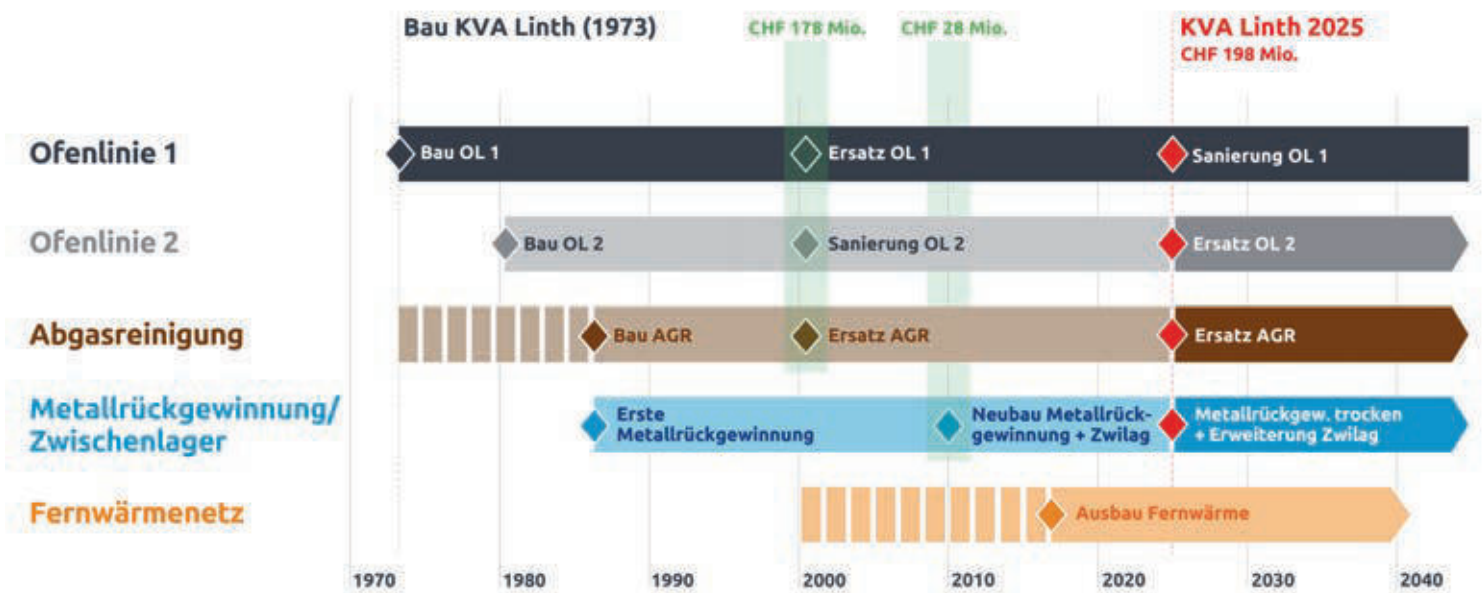 Bau KVA Linth (1973)
CHF 178 Mio.
CHF 28 Mio.
KVA Linth 2025
CHF 198 Mio.
Ofenlinie 1
Bau OL 1
Ersatz OL 1
Sanierung OL 1
Ofenlinie 2
Bau OL 2
Sanierung OL 2
Ersatz OL 2
Abgasreinigung
Bau AGR
Ersatz AGR
Ersatz AGR
Metallrückgewinnung/
Zwischenlager
Erste
Metallrückgewinnung
Neubau Metallrück-
gewinnung + Zwilag
Metallrückgew. trocken
+ Erweiterung Zwilag
Fernwärmenetz
Ausbau Fernwärme
1970
1980
1990
2000
2010
2020
2030
2040